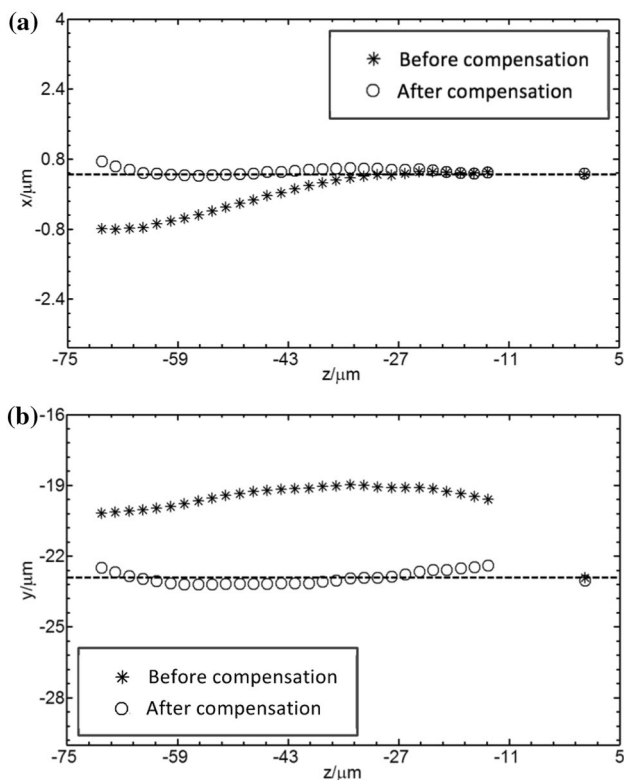 (a)
4
2.4
0.8
-0.8
-2.4
x/μm
Before compensation
After compensation
-75 -59 -43 -27 -11 5
z/μm
(b)
-16
-19
-22
-25
-28
y/μm
Before compensation
After compensation
-75 -59 -43 -27 -11 5
z/μm